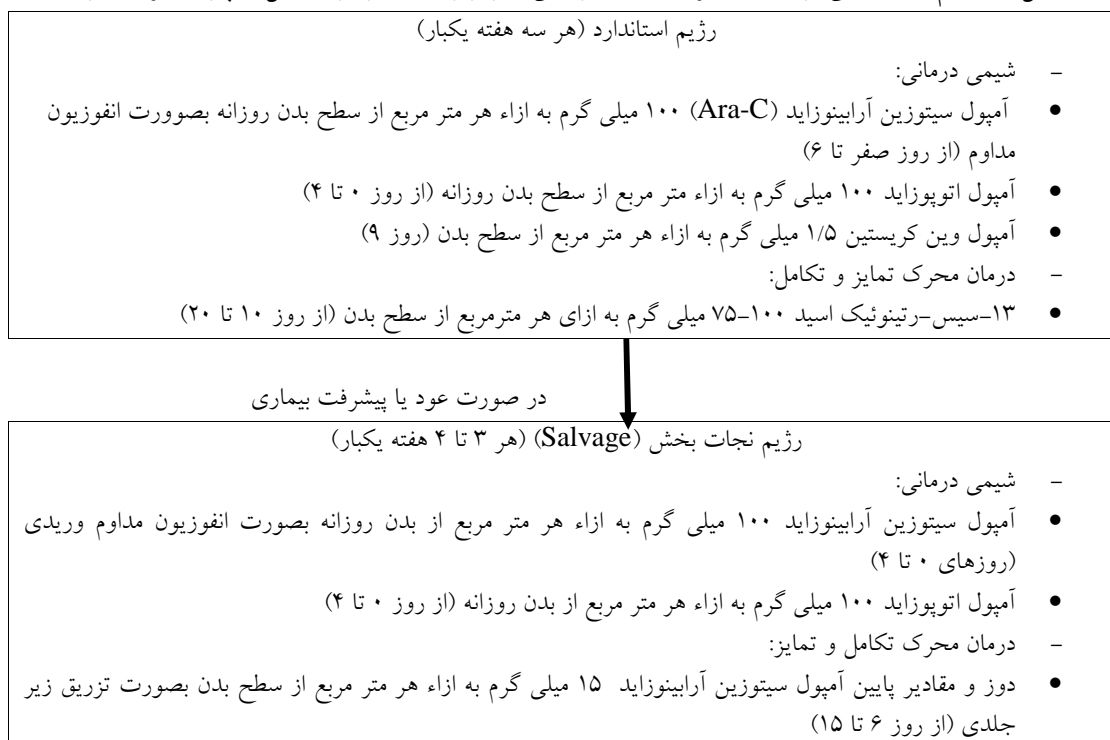 رژیم استاندارد (هر سه هفته یکبار)
– شیمی درمانی:
• آمپول سیتوزین آرابینوزاید (Ara-C) ۱۰۰ میلی گرم به ازاء هر متر مربع از سطح بدن روزانه بصوورت انفوزیون
مداوم (از روز صفر تا ۶)
• آمپول اتوپوزاید ۱۰۰ میلی گرم به ازاء متر مربع از سطح بدن روزانه (از روز ۰ تا ۴)
• آمپول وین کریستین ۱/۵ میلی گرم به ازاء هر متر مربع از سطح بدن (روز ۹)
– درمان محرک تمایز و تکامل:
• ۱۳-سیس-رتینوئیک اسید ۱۰۰-۷۵ میلی گرم به ازای هر مترمربع از سطح بدن (از روز ۱۰ تا ۲۰)
در صورت عود یا پیشرفت بیماری
رژیم نجات بخش (Salvage) (هر ۳ تا ۴ هفته یکبار)
– شیمی درمانی:
• آمپول سیتوزین آرابینوزاید ۱۰۰ میلی گرم به ازاء هر متر مربع از بدن روزانه بصورت انفوزیون مداوم وریدی
(روزهای ۰ تا ۴)
• آمپول اتوپوزاید ۱۰۰ میلی گرم به ازاء هر متر مربع از بدن روزانه (از روز ۰ تا ۴)
– درمان محرک تکامل و تمایز:
• دوز و مقادیر پایین آمپول سیتوزین آرابینوزاید ۱۵ میلی گرم به ازاء هر متر مربع از سطح بدن بصورت تزریق زیر
جلدی (از روز ۶ تا ۱۵)